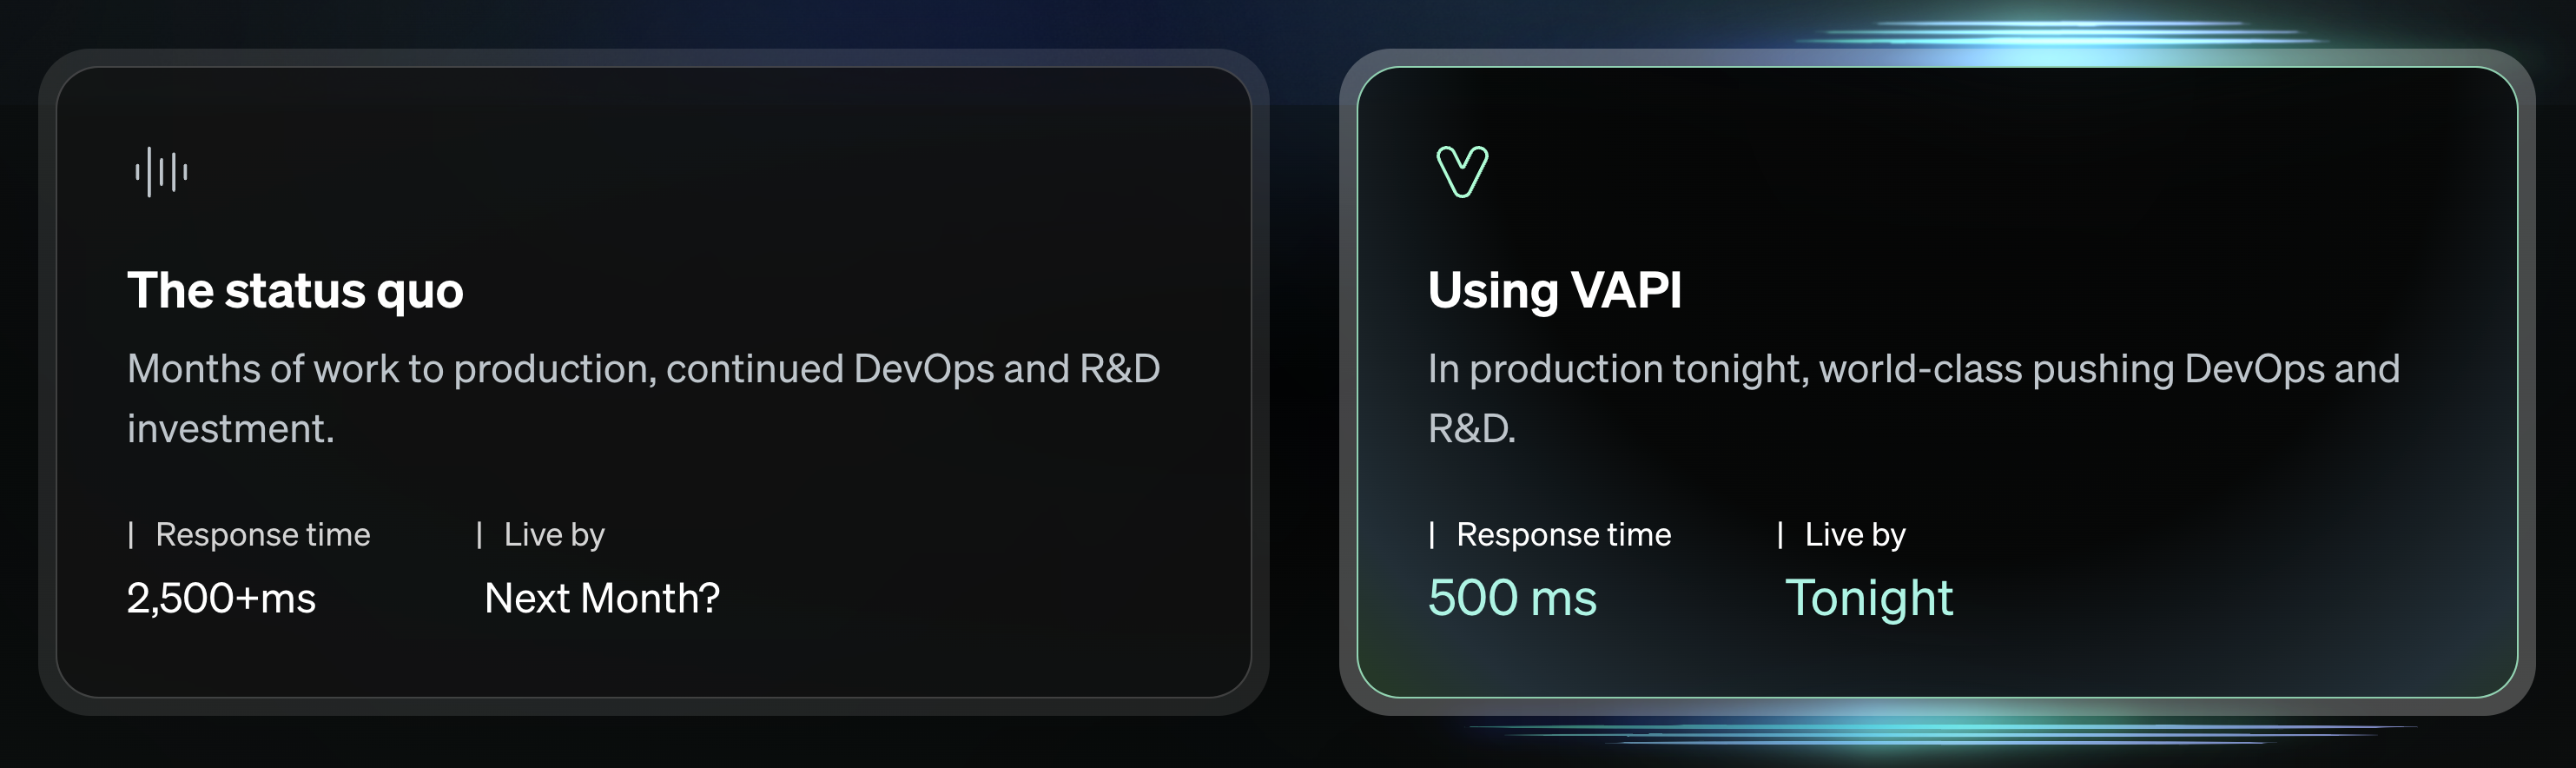 The status quo
Months of work to production, continued DevOps and R&D
investment.
| Response time
2,500+ms
| Live by
Next Month?
Using VAPI
In production tonight, world-class pushing DevOps and
R&D.
| Response time
500 ms
| Live by
Tonight